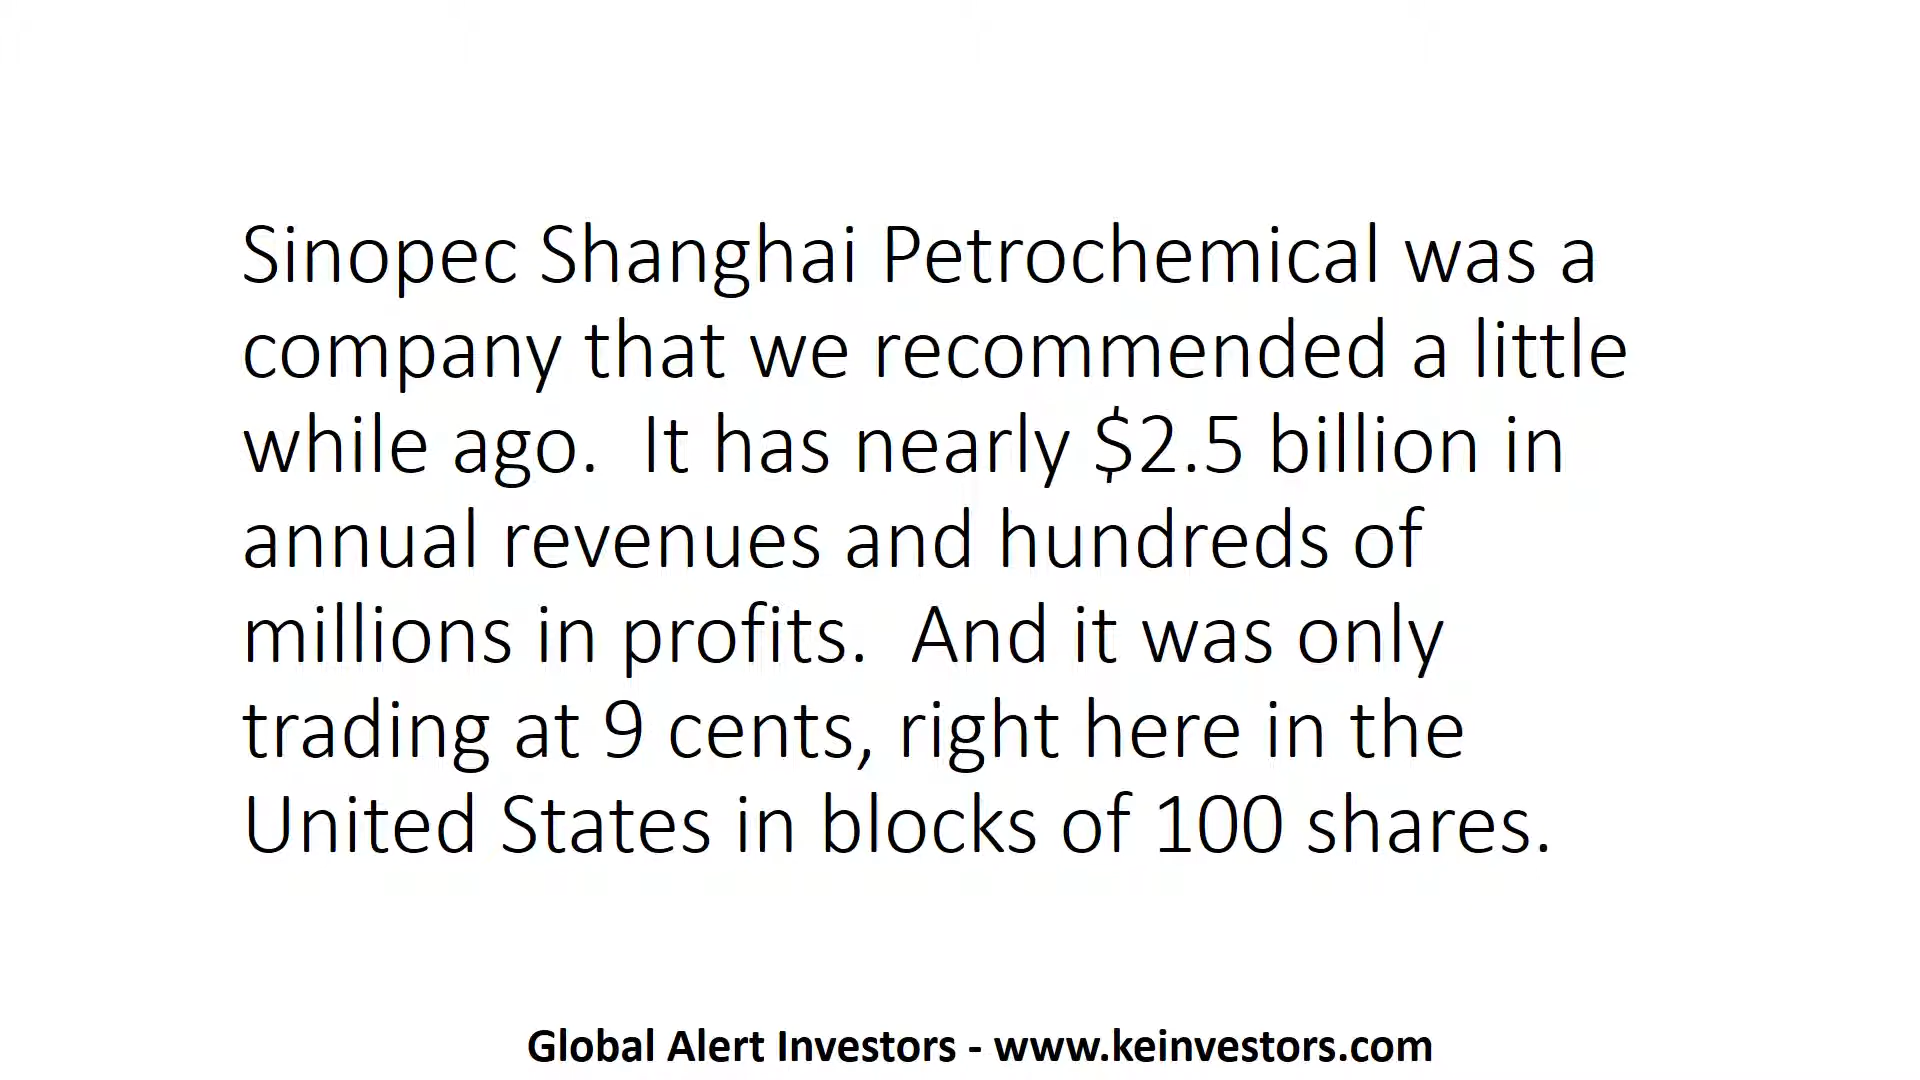 Sinopec Shanghai Petrochemical was a
company that we recommended a little
while ago.  It has nearly $2.5 billion in
annual revenues and hundreds of
millions in profits.  And it was only
trading at 9 cents, right here in the
United States in blocks of 100 shares.
Global Alert Investors - www.keinvestors.com